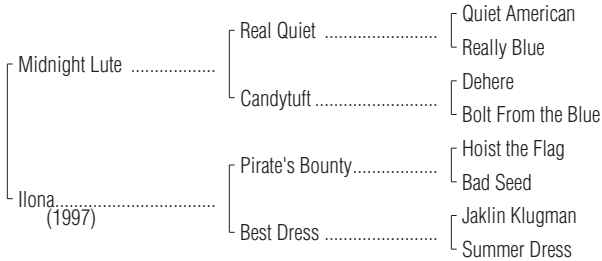 Quiet American
Real Quiet ....................
Really Blue
Midnight Lute ...............
Dehere
Candytuft .....................
Bolt From the Blue
Hoist the Flag
Pirate's Bounty...............
Bad Seed
Ilona.............................
(1997)
Jaklin Klugman
Best Dress ....................
Summer Dress